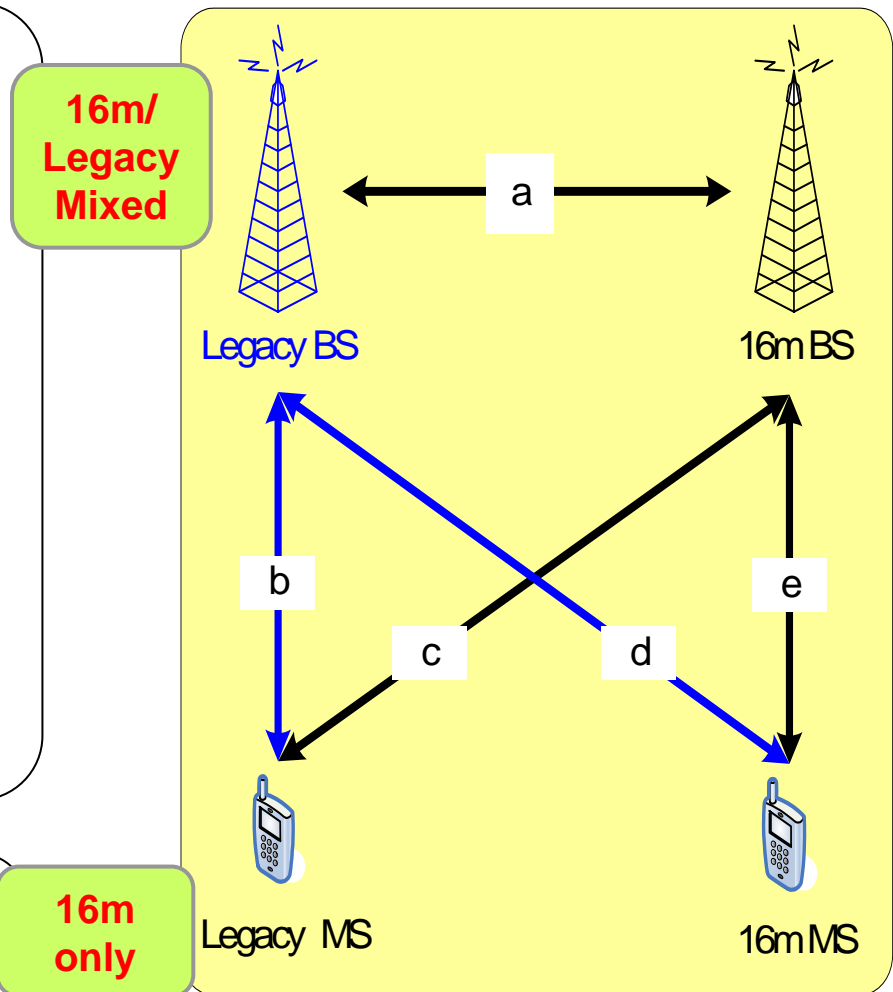 16m/
Legacy
Mixed
a
Legacy BS
16m BS
b
e
c
d
16m
only
Legacy MS
16m MS